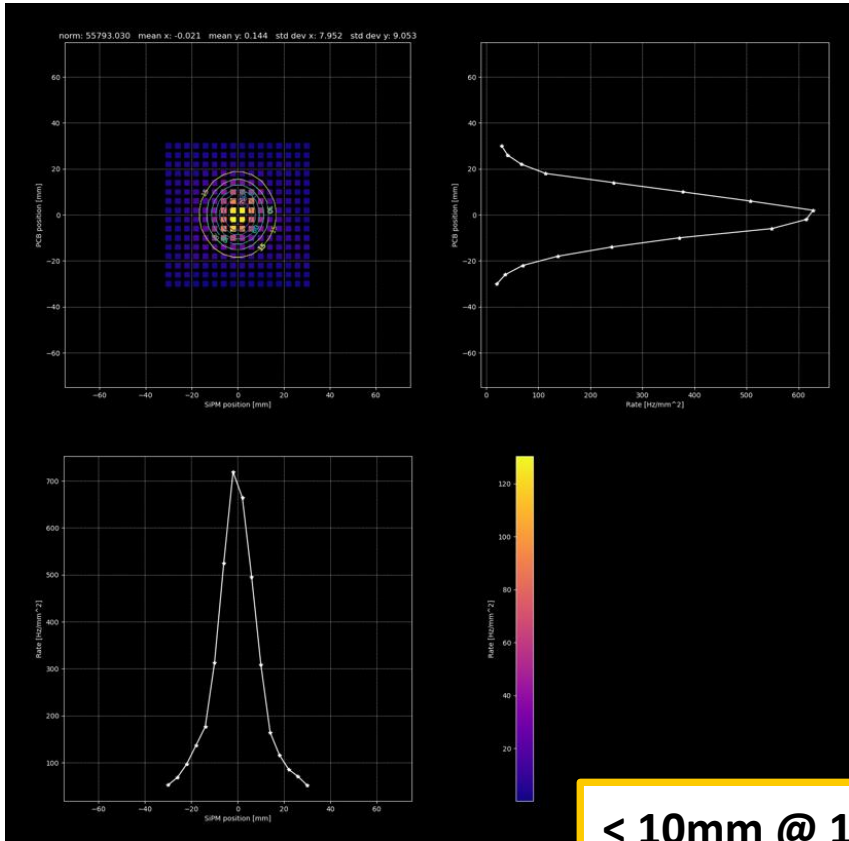 norm: 55793.030 mean x: -0.021 mean y: 0.144 std dev x: 7.952 std dev y: 9.053
60
40
20
0
−20
−40
−60
PCB position [mm]
−60 −40 −20 0 20 40 60
SiPM position [mm]
60
40
20
0
−20
−40
−60
PCB position [mm]
0 100 200 300 400 500 600
Rate [Hz/mm^2]
700
600
500
400
300
200
100
Rate [Hz/mm^2]
−60 −40 −20 0 20 40 60
SiPM position [mm]
120
100
80
60
40
20
Rate [Hz/mm^2]
< 10mm @ 1